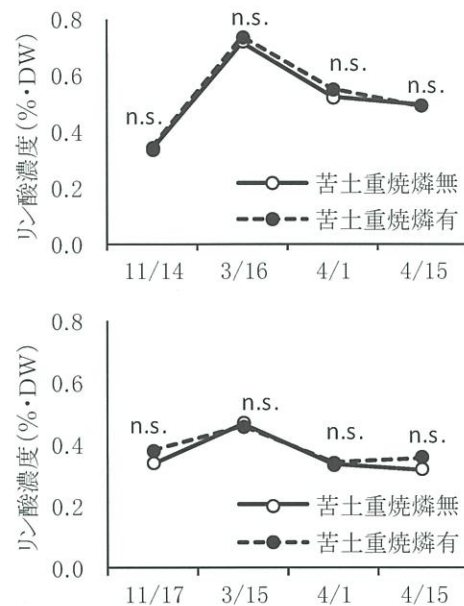 リン酸濃度(%・DW)
0.8
0.6
0.4
0.2
0.0
n.s.
n.s.
n.s.
n.s.
苦土重焼燐無
苦土重焼燐有
11/14 3/16 4/1 4/15
リン酸濃度(%・DW)
0.8
0.6
0.4
0.2
0.0
n.s.
n.s.
n.s.
n.s.
苦土重焼燐無
苦土重焼燐有
11/17 3/15 4/1 4/15